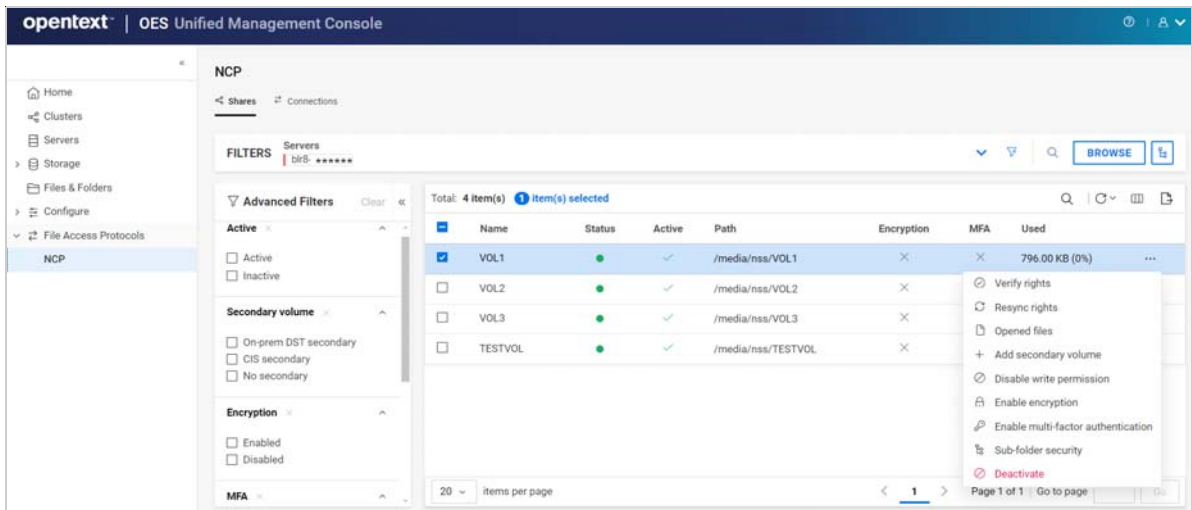 opentext™ | OES Unified Management Console
NCP
Home
Clusters
Servers
Storage
Files & Folders
Configure
File Access Protocols
NCP
Shares
Connections
FILTERS
Servers
blr8- ******
BROWSE
Advanced Filters
Clear
Active
Active
Inactive
Secondary volume
On-prem DST secondary
CIS secondary
No secondary
Encryption
Enabled
Disabled
MFA
Total: 4 item(s) 1 item(s) selected
Name Status Active Path Encryption MFA Used
VOL1 /media/nss/VOL1 796.00 KB (0%) ...
VOL2 /media/nss/VOL2
VOL3 /media/nss/VOL3
TESTVOL /media/nss/TESTVOL
Verify rights
Resync rights
Opened files
Add secondary volume
Disable write permission
Enable encryption
Enable multi-factor authentication
Sub-folder security
Deactivate
20 items per page
1 Page 1 of 1 Go to page Go